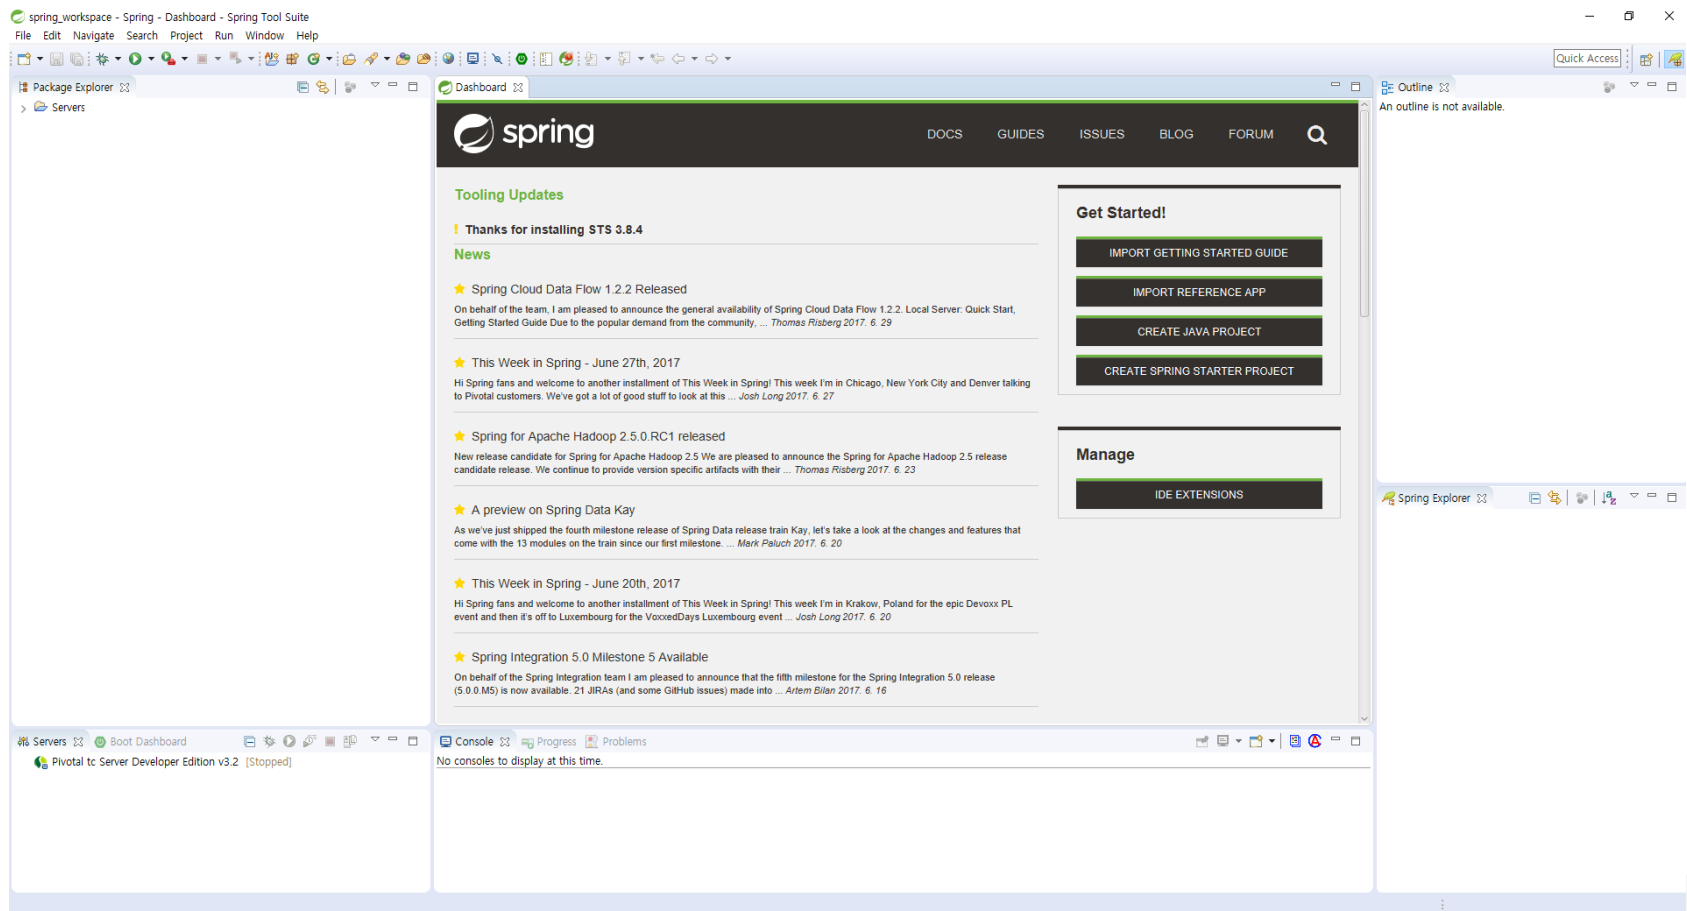 spring_workspace - Spring - Dashboard - Spring Tool Suite
File Edit Navigate Search Project Run Window Help
Quick Access
Package Explorer
Servers
Dashboard
spring
DOCS GUIDES ISSUES BLOG FORUM
Tooling Updates
! Thanks for installing STS 3.8.4
News
Spring Cloud Data Flow 1.2.2 Released
On behalf of the team, I am pleased to announce the general availability of Spring Cloud Data Flow 1.2.2. Local Server: Quick Start,
Getting Started Guide Due to the popular demand from the community, ... Thomas Risberg 2017. 6. 29
This Week in Spring - June 27th, 2017
Hi Spring fans and welcome to another installment of This Week in Spring! This week I'm in Chicago, New York City and Denver talking
to Pivotal customers. We've got a lot of good stuff to look at this ... Josh Long 2017. 6. 27
Spring for Apache Hadoop 2.5.0.RC1 released
New release candidate for Spring for Apache Hadoop 2.5 We are pleased to announce the Spring for Apache Hadoop 2.5 release
candidate release. We continue to provide version specific artifacts with their ... Thomas Risberg 2017. 6. 23
A preview on Spring Data Kay
As we've just shipped the fourth milestone release of Spring Data release train Kay, let's take a look at the changes and features that
come with the 13 modules on the train since our first milestone. ... Mark Paluch 2017. 6. 20
This Week in Spring - June 20th, 2017
Hi Spring fans and welcome to another installment of This Week in Spring! This week I'm in Krakow, Poland for the epic Devoxx PL
event and then it's off to Luxembourg for the VoxxedDays Luxembourg event ... Josh Long 2017. 6. 20
Spring Integration 5.0 Milestone 5 Available
On behalf of the Spring Integration team I am pleased to announce that the fifth milestone for the Spring Integration 5.0 release
(5.0.0.M5) is now available. 21 JIRAs (and some GitHub issues) made into ... Artem Bilan 2017. 6. 16
Get Started!
IMPORT GETTING STARTED GUIDE
IMPORT REFERENCE APP
CREATE JAVA PROJECT
CREATE SPRING STARTER PROJECT
Manage
IDE EXTENSIONS
Outline
An outline is not available.
Spring Explorer
Servers Boot Dashboard
Pivotal tc Server Developer Edition v3.2 [Stopped]
Console Progress Problems
No consoles to display at this time.